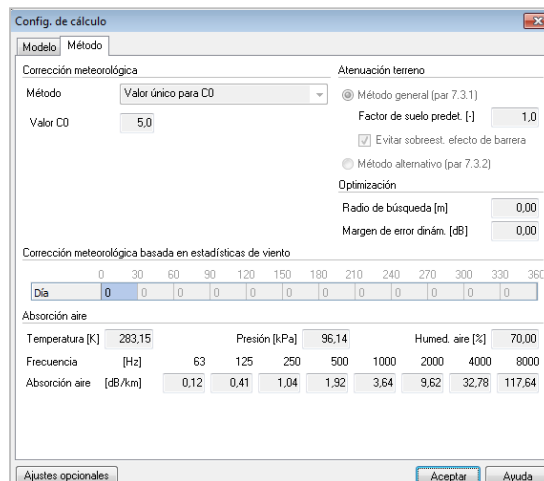 Config. de cálculo
Modelo Método
Corrección meteorológica
Método Valor único para C0
Valor C0 5,0
Atenuación terreno
Método general (par 7.3.1)
Factor de suelo predet. [-] 1,0
Evitar sobreest. efecto de barrera
Método alternativo (par 7.3.2)
Optimización
Radio de búsqueda [m] 0,00
Margen de error dinám. [dB] 0,00
Corrección meteorológica basada en estadísticas de viento
0 30 60 90 120 150 180 210 240 270 300 330 360
Día 0 0 0 0 0 0 0 0 0 0 0 0
Absorción aire
Temperatura [K] 283,15 Presión [kPa] 96,14 Humed. aire [%] 70,00
Frecuencia [Hz] 63 125 250 500 1000 2000 4000 8000
Absorción aire [dB/km] 0,12 0,41 1,04 1,92 3,64 9,62 32,78 117,64
Ajustes opcionales Aceptar Ayuda